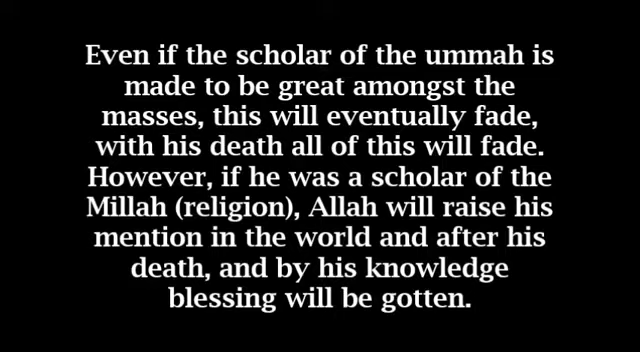 Even if the scholar of the ummah is
made to be great amongst the
masses, this will eventually fade,
with his death all of this will fade.
However, if he was a scholar of the
Millah (religion), Allah will raise his
mention in the world and after his
death, and by his knowledge
blessing will be gotten.